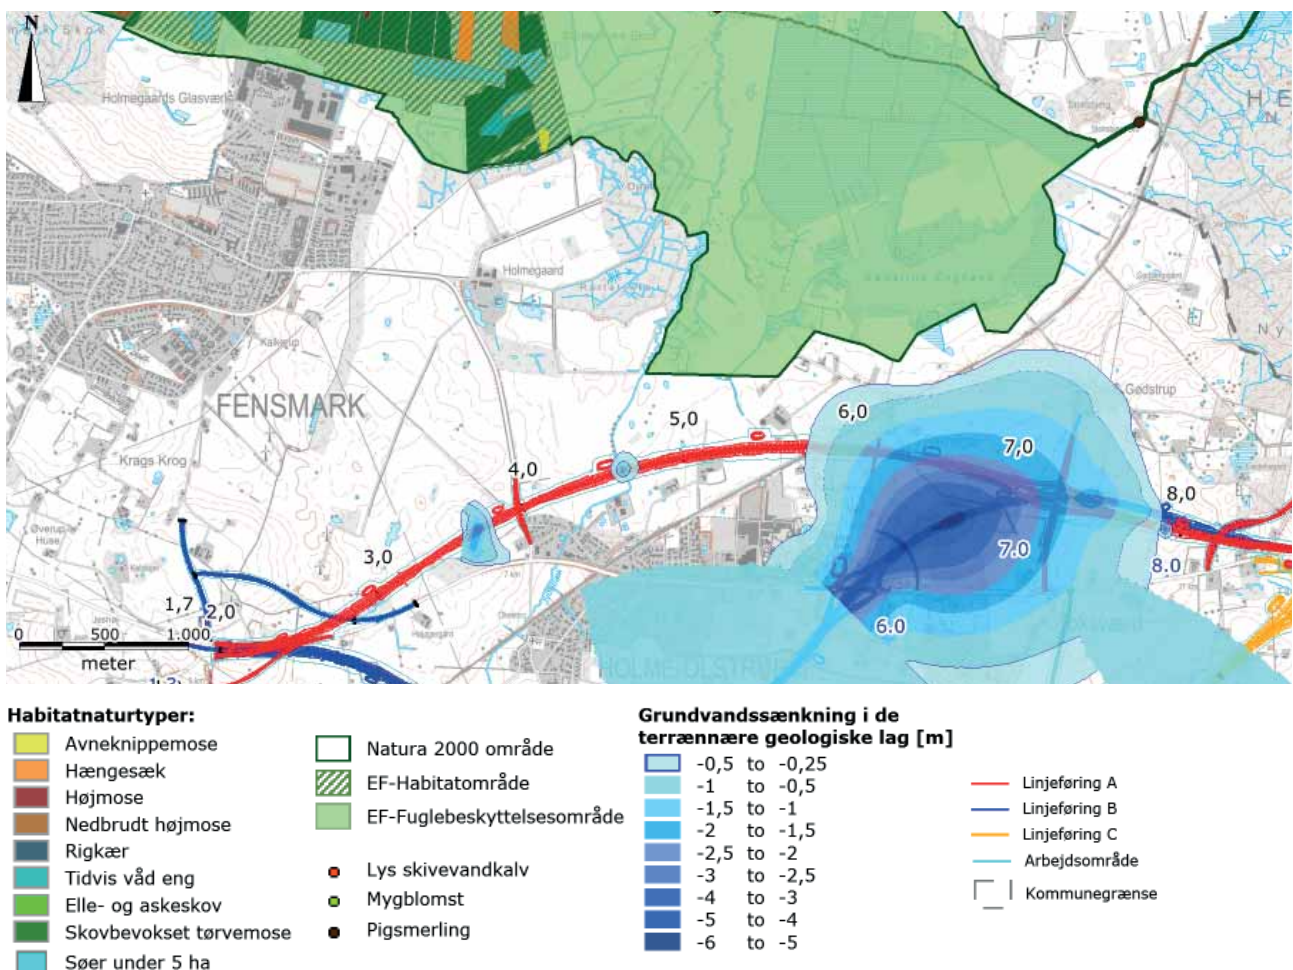 N
Holmegaards Glasværk
H E
Holmegaard
Kalkerup
Gødstrup
FENSMARK
Krags Krog
Øverup
Huse
5,0
6,0
7,0
4,0
8,0
3,0
7.0
8.0
1,7
2,0
6.0
0
500
1.000
meter
HOLME-OLSTRUP
Habitatnaturtyper:
Avneknippemose
Hængesæk
Højmose
Nedbrudt højmose
Rigkær
Tidvis våd eng
Elle- og askeskov
Skovbevokset tørvemose
Søer under 5 ha
Natura 2000 område
EF-Habitatområde
EF-Fuglebeskyttelsesområde
Lys skivevandkalv
Mygblomst
Pigsmerling
Grundvandssænkning i de
terrænnære geologiske lag [m]
-0,5 to -0,25
-1 to -0,5
-1,5 to -1
-2 to -1,5
-2,5 to -2
-3 to -2,5
-4 to -3
-5 to -4
-6 to -5
Linjeføring A
Linjeføring B
Linjeføring C
Arbejdsområde
Kommunegrænse